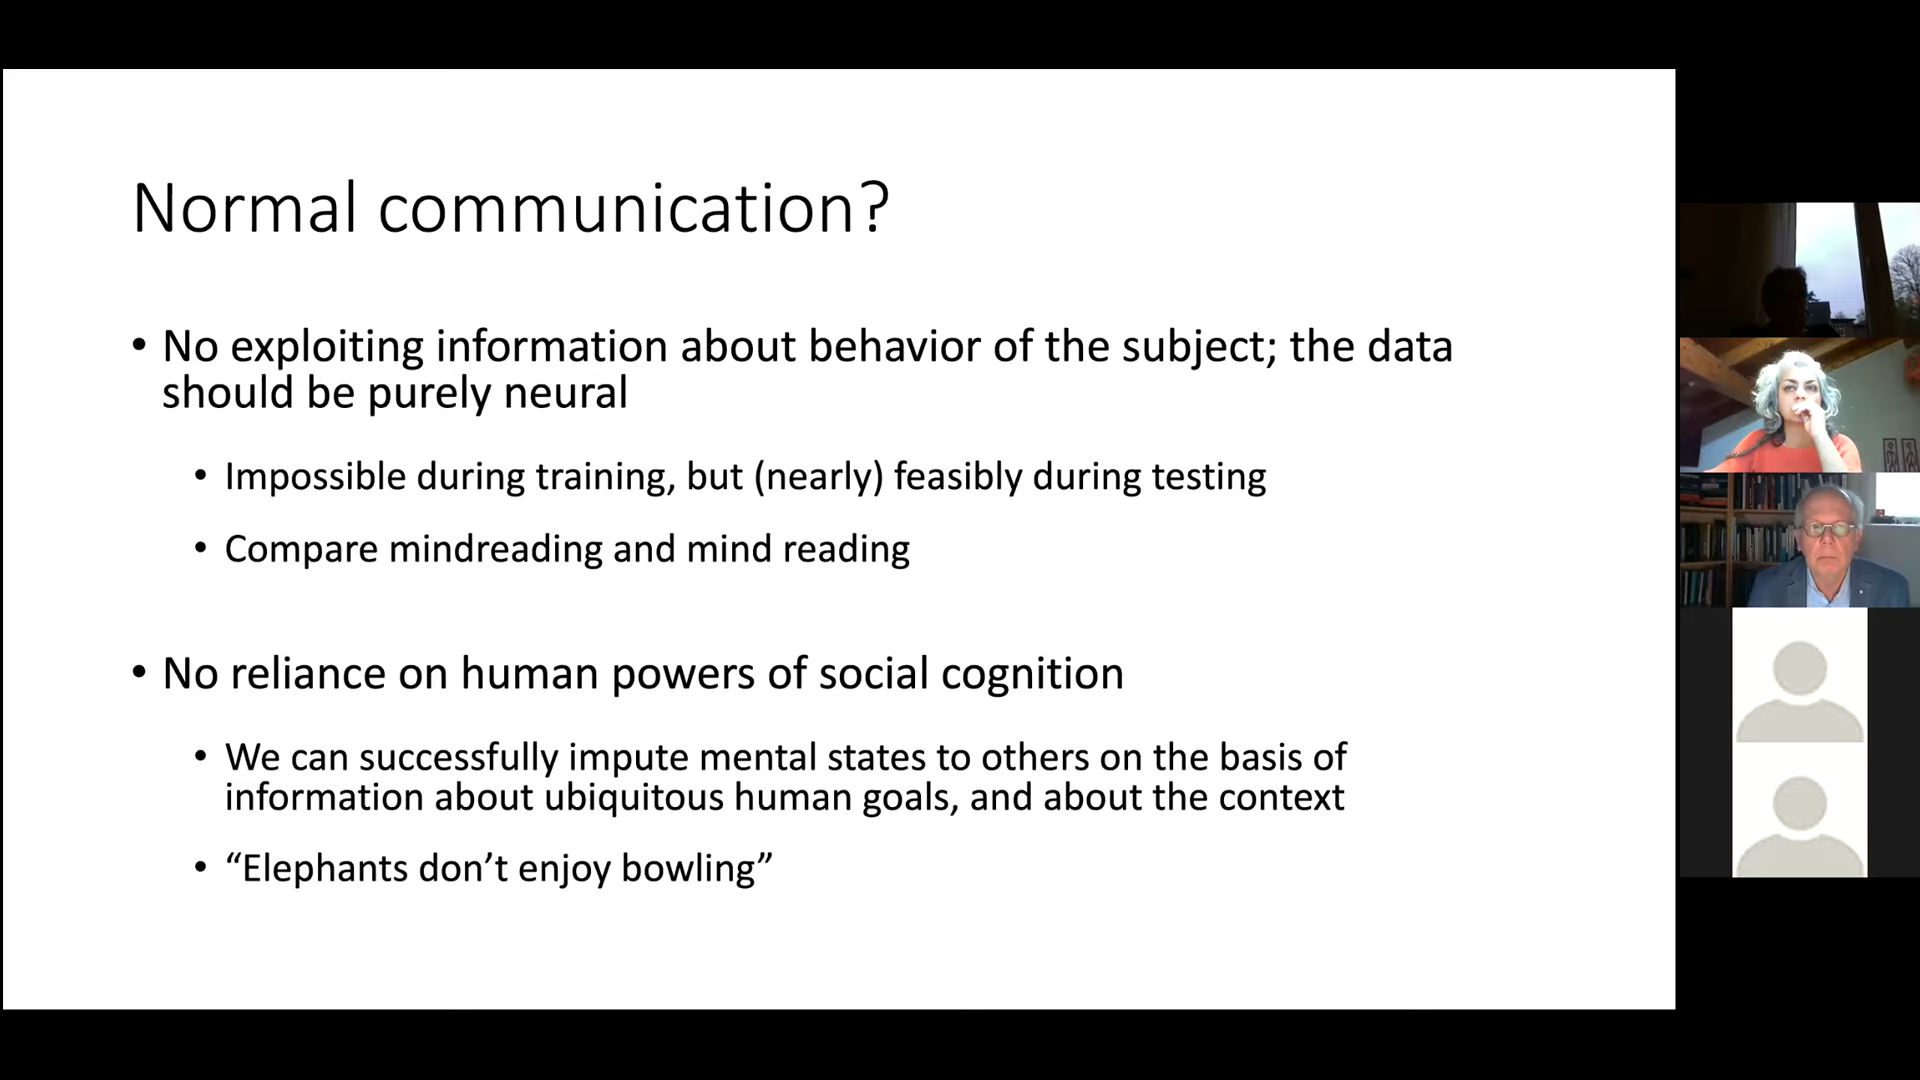 Normal communication?
• No exploiting information about behavior of the subject; the data
should be purely neural
• Impossible during training, but (nearly) feasibly during testing
• Compare mindreading and mind reading
• No reliance on human powers of social cognition
• We can successfully impute mental states to others on the basis of
information about ubiquitous human goals, and about the context
• “Elephants don’t enjoy bowling”